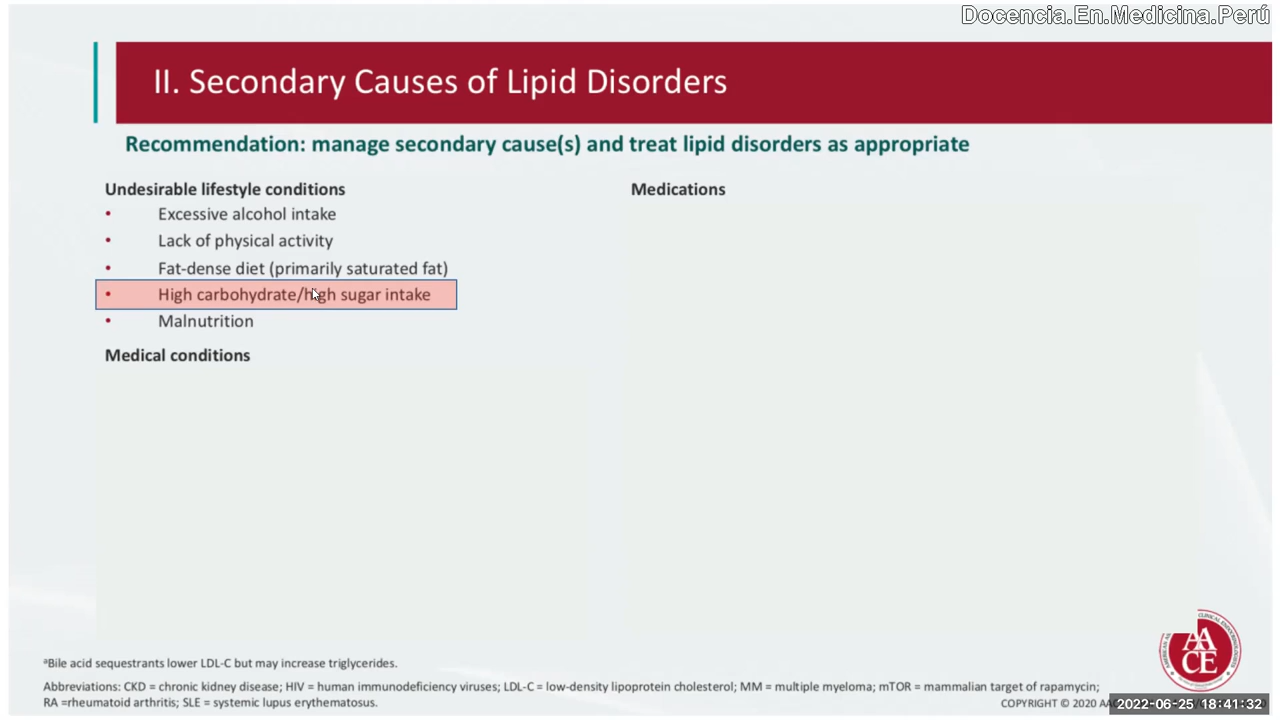 Docencia.En.Medicina.Perú
II. Secondary Causes of Lipid Disorders
Recommendation: manage secondary cause(s) and treat lipid disorders as appropriate
Undesirable lifestyle conditions
• Excessive alcohol intake
• Lack of physical activity
• Fat-dense diet (primarily saturated fat)
• High carbohydrate/high sugar intake
• Malnutrition
Medical conditions
Medications
AACE
ᵃBile acid sequestrants lower LDL-C but may increase triglycerides.
Abbreviations: CKD = chronic kidney disease; HIV = human immunodeficiency viruses; LDL-C = low-density lipoprotein cholesterol; MM = multiple myeloma; mTOR = mammalian target of rapamycin;
RA =rheumatoid arthritis; SLE = systemic lupus erythematosus.
COPYRIGHT © 2020
2022-06-25 18:41:32